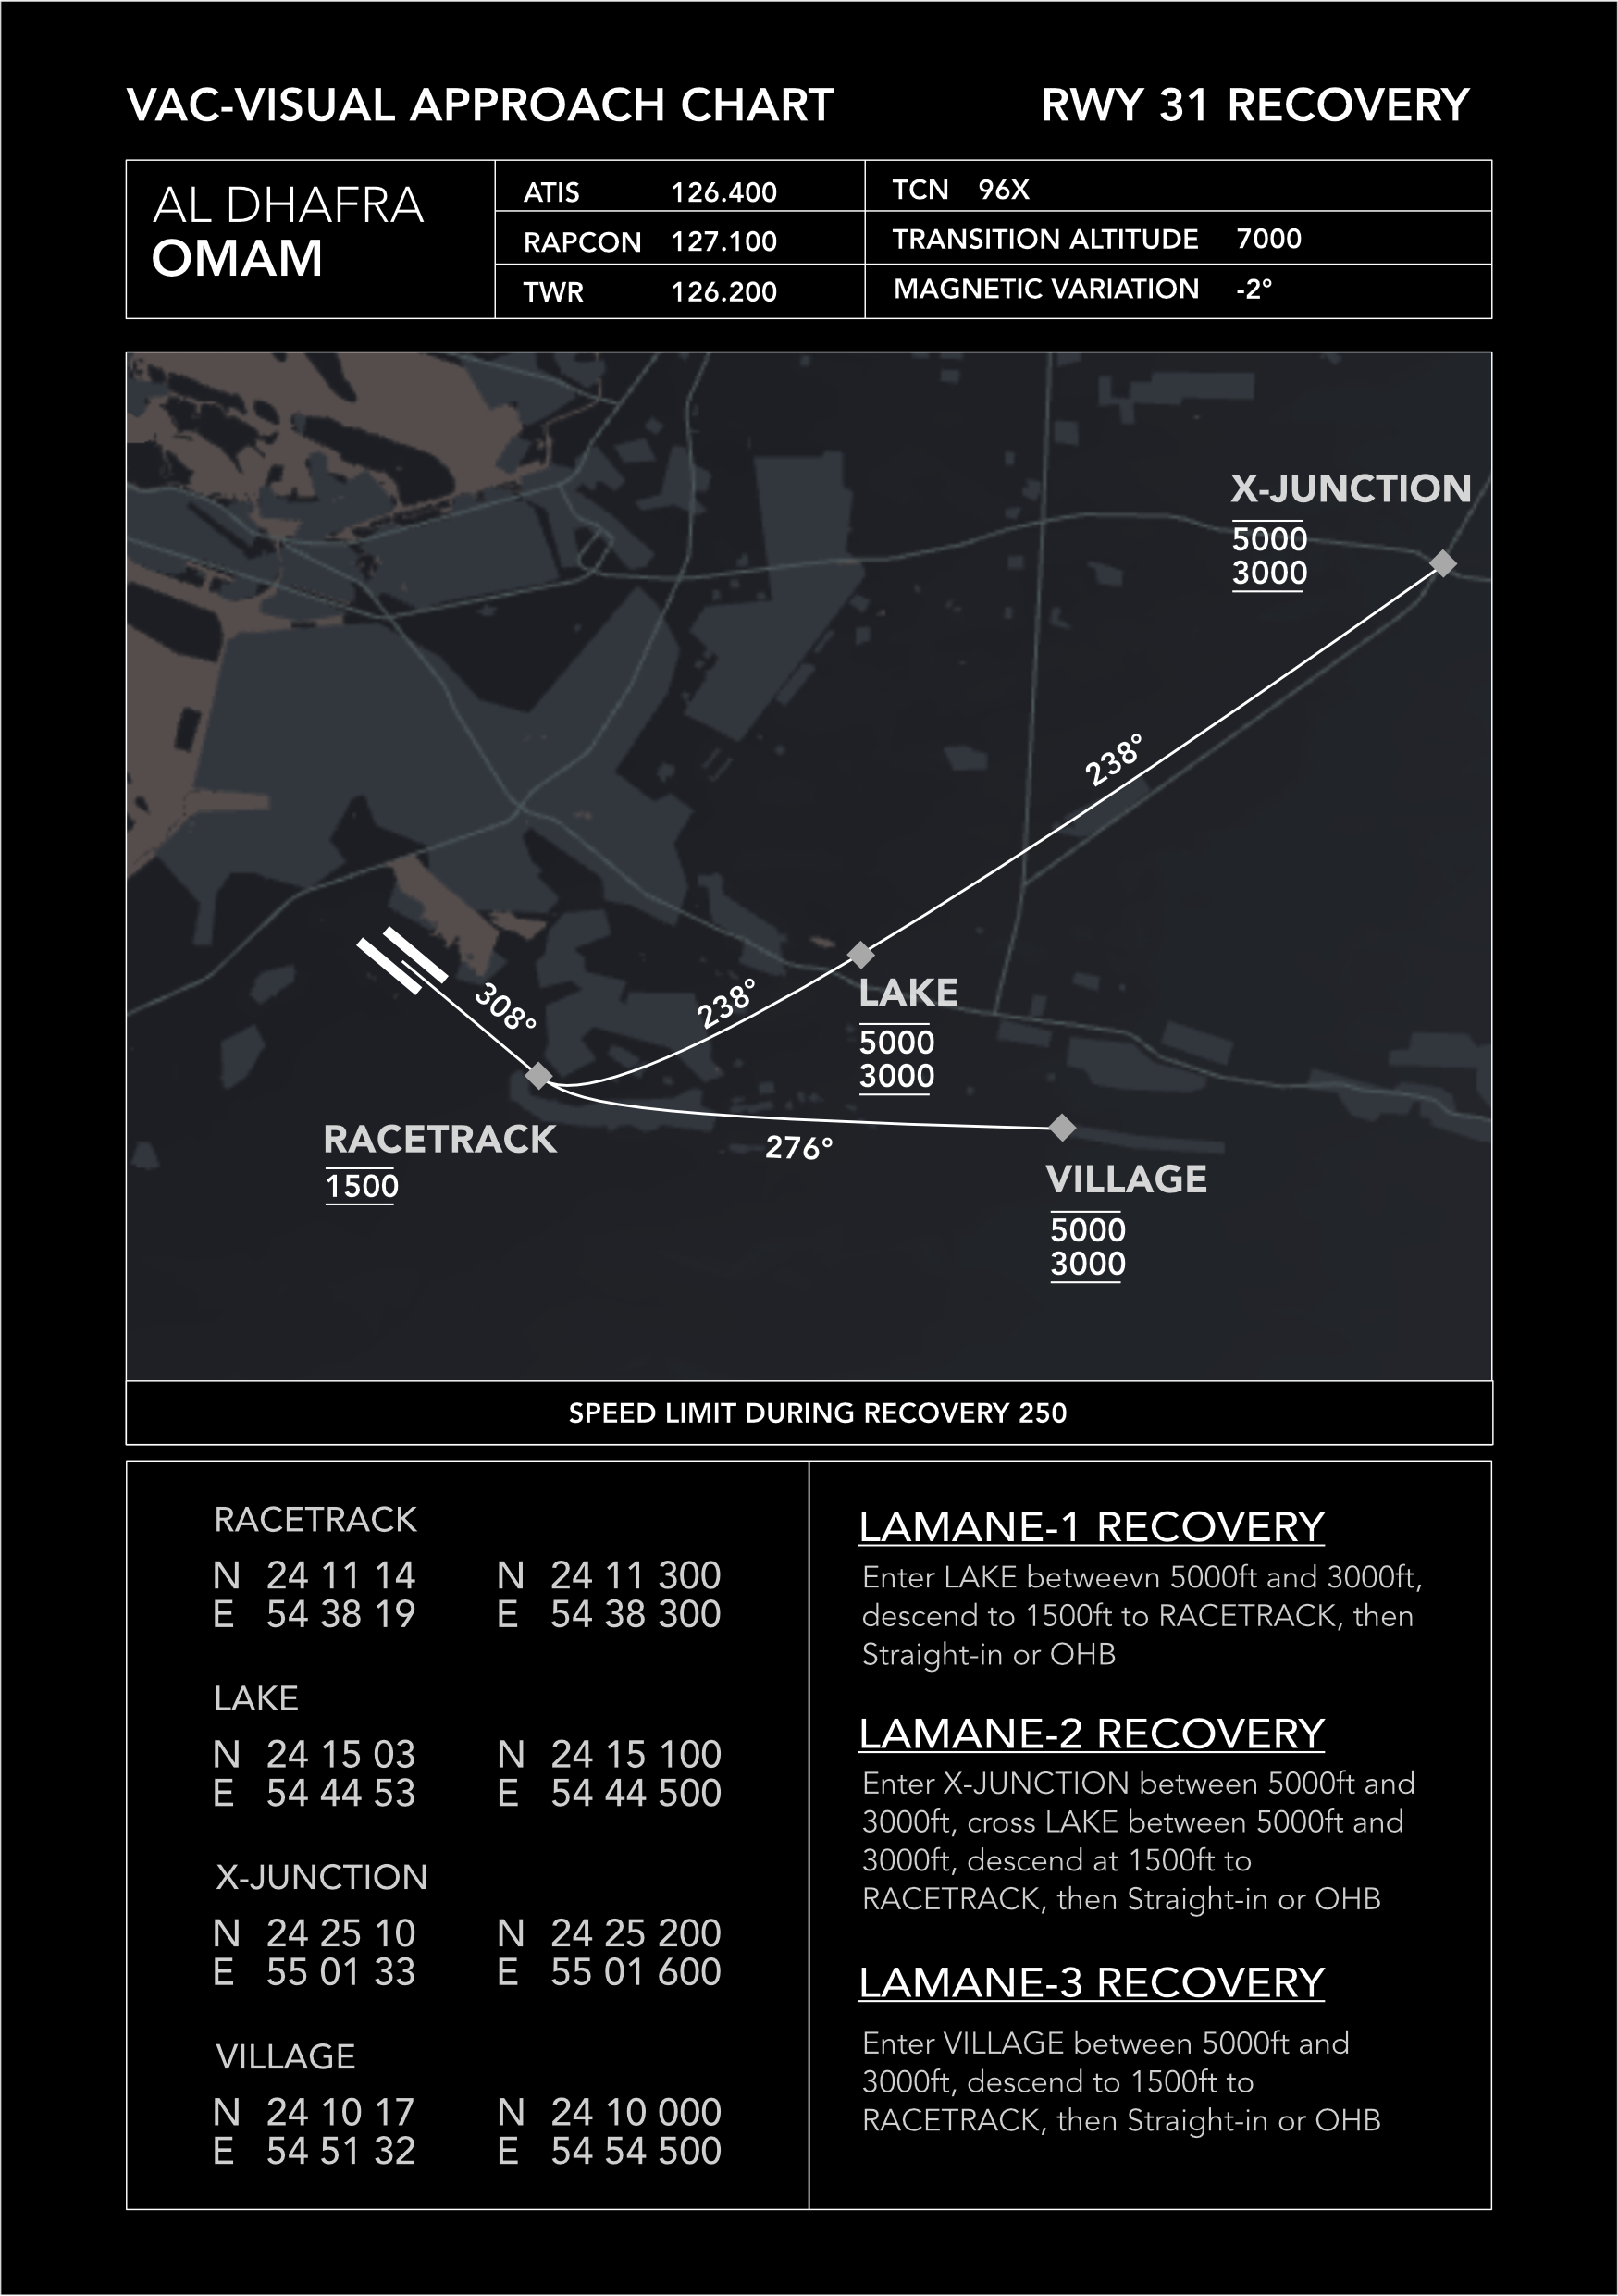 VAC-VISUAL APPROACH CHART
RWY 31 RECOVERY
AL DHAFRA
OMAM
ATIS 126.400
RAPCON 127.100
TWR 126.200
TCN 96X
TRANSITION ALTITUDE 7000
MAGNETIC VARIATION -2°
X-JUNCTION
5000
3000
238°
LAKE
5000
3000
238°
308°
RACETRACK
1500
276°
VILLAGE
5000
3000
SPEED LIMIT DURING RECOVERY 250
RACETRACK
N 24 11 14 N 24 11 300
E 54 38 19 E 54 38 300
LAKE
N 24 15 03 N 24 15 100
E 54 44 53 E 54 44 500
X-JUNCTION
N 24 25 10 N 24 25 200
E 55 01 33 E 55 01 600
VILLAGE
N 24 10 17 N 24 10 000
E 54 51 32 E 54 54 500
LAMANE-1 RECOVERY
Enter LAKE betweevn 5000ft and 3000ft,
descend to 1500ft to RACETRACK, then
Straight-in or OHB
LAMANE-2 RECOVERY
Enter X-JUNCTION between 5000ft and
3000ft, cross LAKE between 5000ft and
3000ft, descend at 1500ft to
RACETRACK, then Straight-in or OHB
LAMANE-3 RECOVERY
Enter VILLAGE between 5000ft and
3000ft, descend to 1500ft to
RACETRACK, then Straight-in or OHB